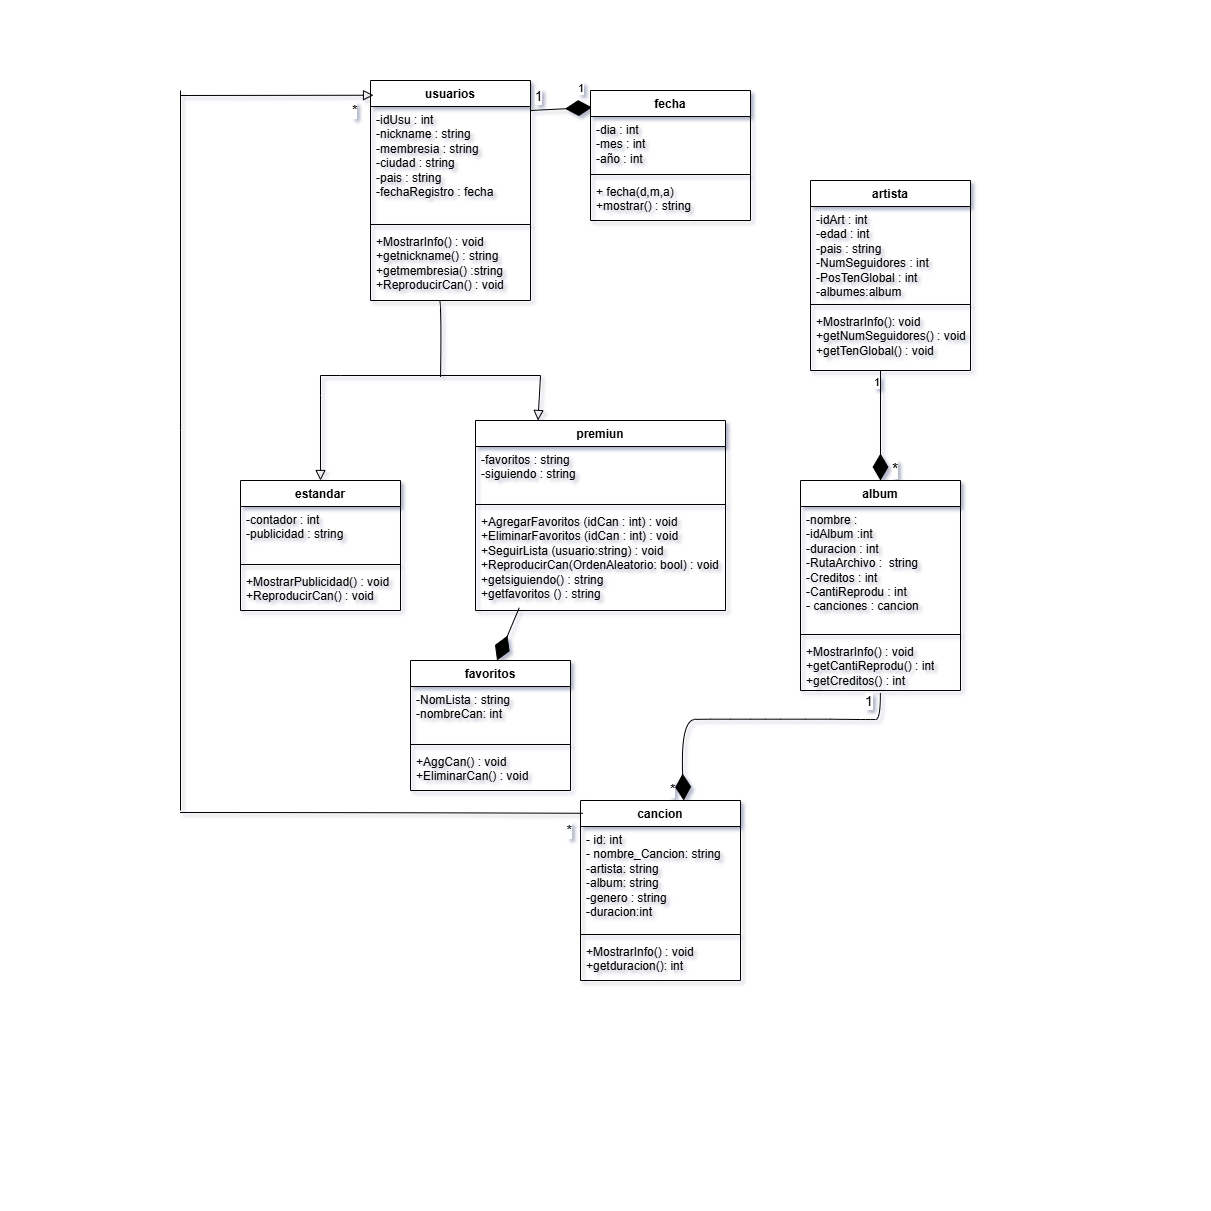 usuarios
-idUsu : int
-nickname : string
-membresia : string
-ciudad : string
-pais : string
-fechaRegistro : fecha
+MostrarInfo() : void
+getnickname() : string
+getmembresia() :string
+ReproducirCan() : void
*
1
1
fecha
-dia : int
-mes : int
-año : int
+ fecha(d,m,a)
+mostrar() : string
artista
-idArt : int
-edad : int
-pais : string
-NumSeguidores : int
-PosTenGlobal : int
-albumes:album
+MostrarInfo(): void
+getNumSeguidores() : void
+getTenGlobal() : void
1
*
premiun
-favoritos : string
-siguiendo : string
+AgregarFavoritos (idCan : int) : void
+EliminarFavoritos (idCan : int) : void
+SeguirLista (usuario:string) : void
+ReproducirCan(OrdenAleatorio: bool) : void
+getsiguiendo() : string
+getfavoritos () : string
estandar
-contador : int
-publicidad : string
+MostrarPublicidad() : void
+ReproducirCan() : void
album
-nombre :
-idAlbum :int
-duracion : int
-RutaArchivo : string
-Creditos : int
-CantiReprodu : int
- canciones : cancion
+MostrarInfo() : void
+getCantiReprodu() : int
+getCreditos() : int
1
*
favoritos
-NomLista : string
-nombreCan: int
+AggCan() : void
+EliminarCan() : void
*
cancion
- id: int
- nombre_Cancion: string
-artista: string
-album: string
-genero : string
-duracion:int
+MostrarInfo() : void
+getduracion(): int